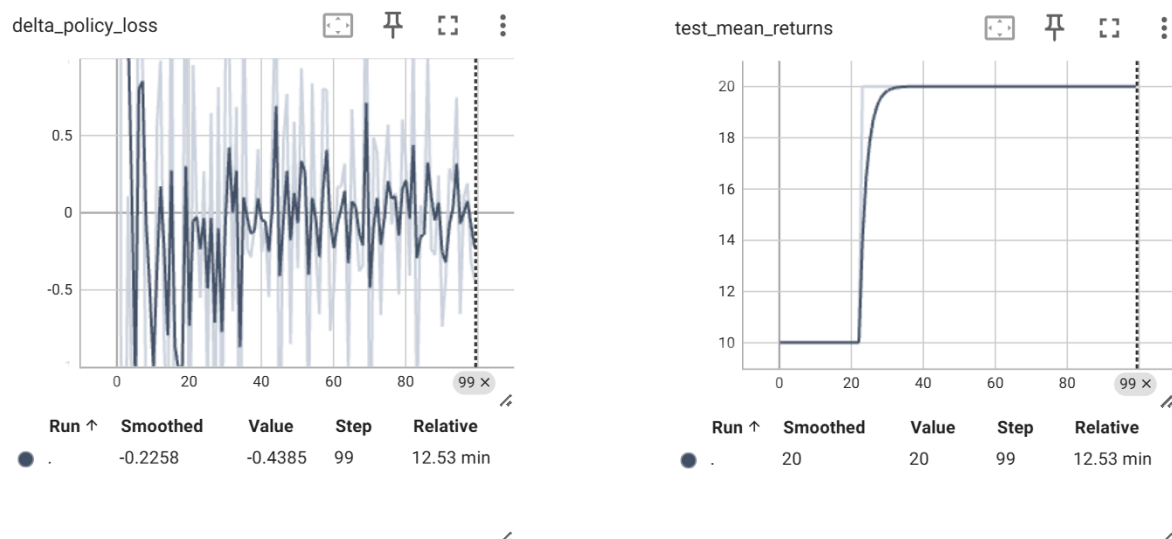 delta_policy_loss
0.5
0
-0.5
0 20 40 60 80 99 ×
Run ↑ Smoothed Value Step Relative
. -0.2258 -0.4385 99 12.53 min
test_mean_returns
20
18
16
14
12
10
0 20 40 60 80 99 ×
Run ↑ Smoothed Value Step Relative
. 20 20 99 12.53 min